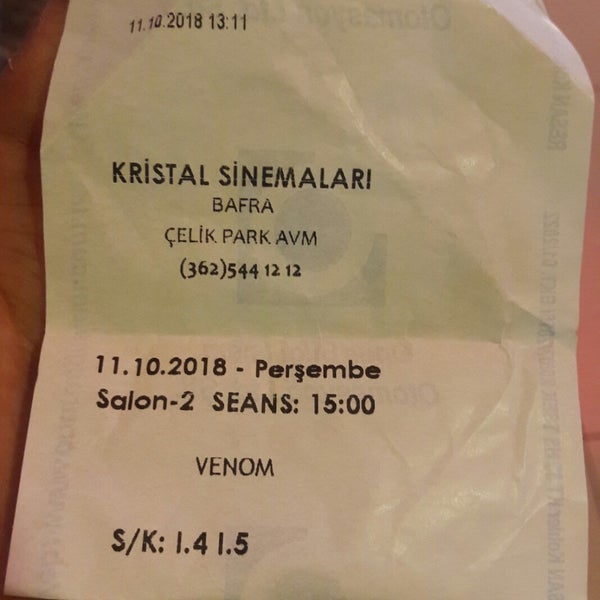 11.10.2018 13:11
KRİSTAL SİNEMALARI
BAFRA
ÇELİK PARK AVM
(362)544 12 12
11.10.2018 - Perşembe
Salon-2 SEANS: 15:00
VENOM
S/K: I.4 I.5